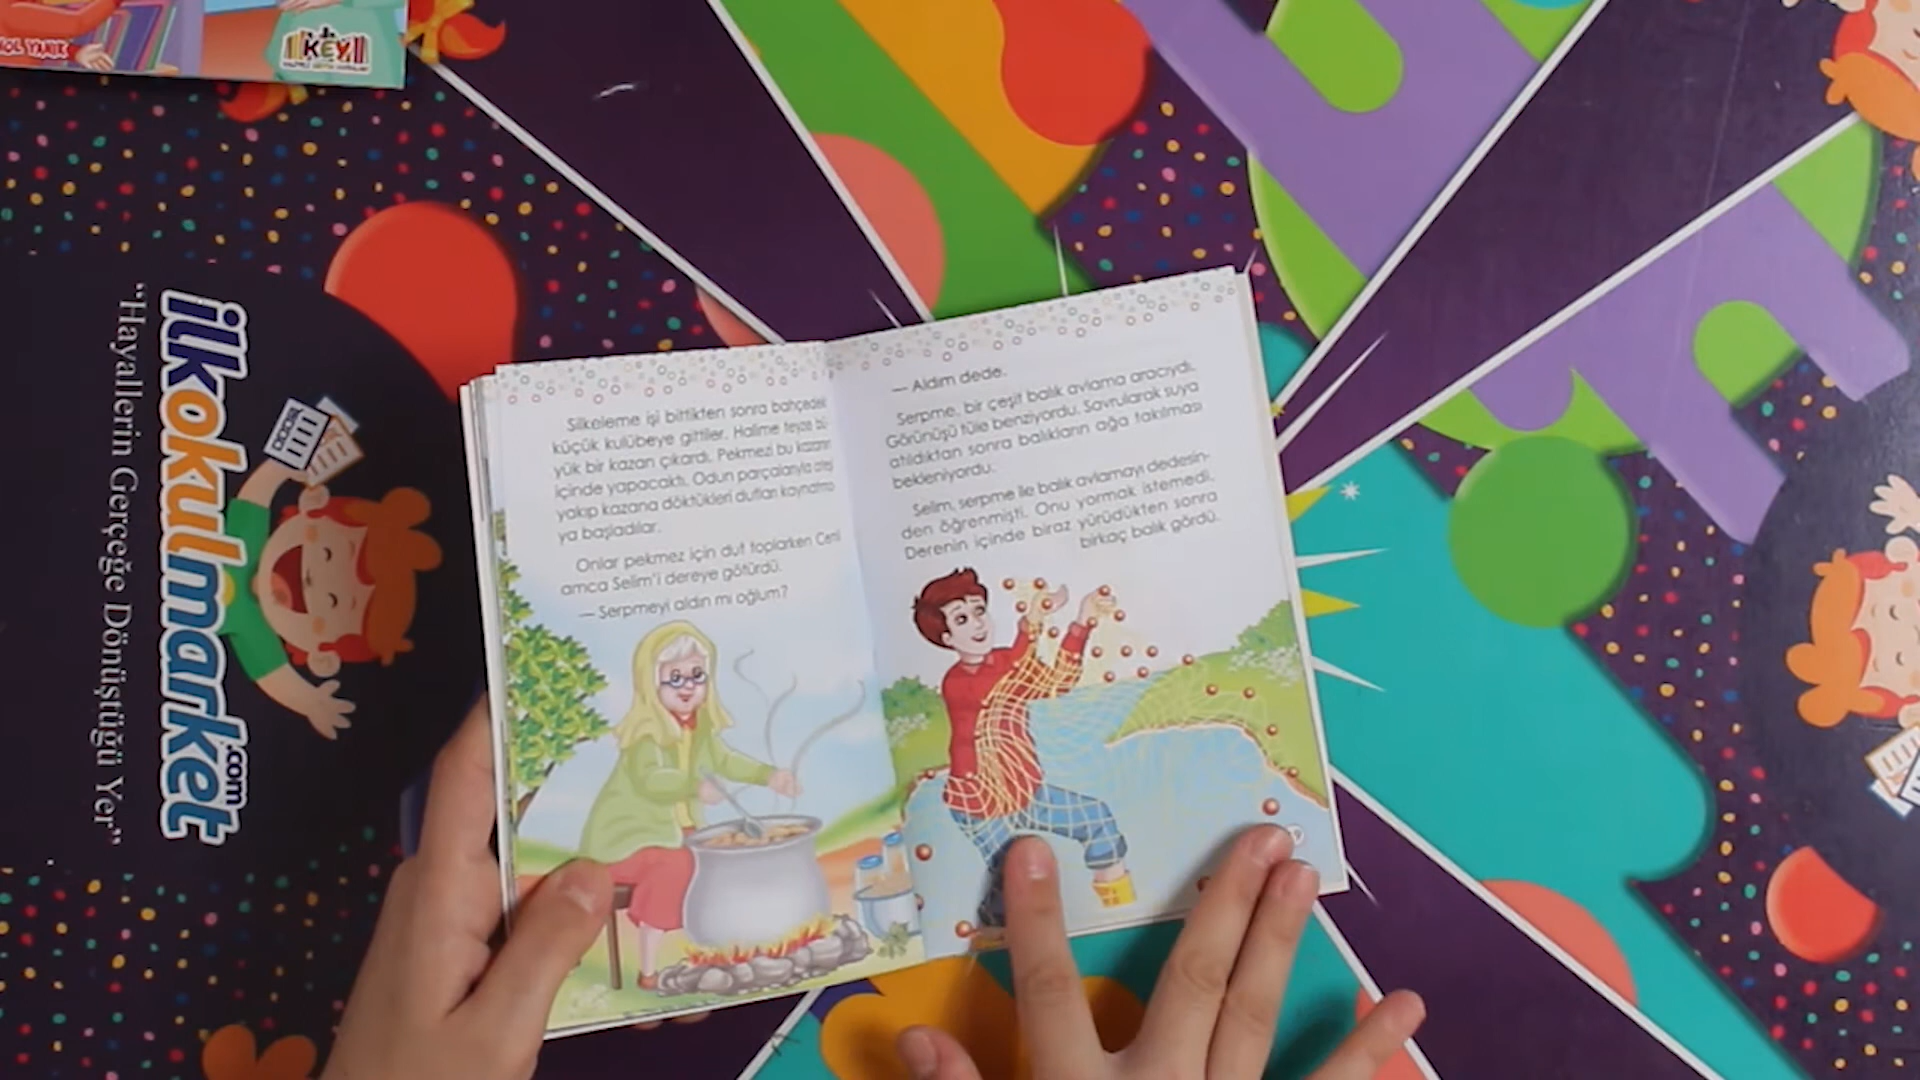 NOL YANIK
KEY
ilkokulmarket
.com
“Hayallerin Gerçeğe Dönüştüğü Yer”
Silkeleme işi bittikten sonra bahçedeki
küçük kulübeye gittiler. Halime teyze bü-
yük bir kazan çıkardı. Pekmezi bu kazanın
içinde yapacaktı. Odun parçalarıyla ateşi
yakıp kazana döktükleri dutları kaynatma-
ya başladılar.
Onlar pekmez için dut toplarken Cemil
amca Selim’i dereye götürdü.
— Serpmeyi aldın mı oğlum?
— Aldım dede.
Serpme, bir çeşit balık avlama aracıydı.
Görünüşü tüle benziyordu. Savrularak suya
atıldıktan sonra balıkların ağa takılması
bekleniyordu.
Selim, serpme ile balık avlamayı dedesin-
den öğrenmişti. Onu yormak istemedi.
Derenin içinde biraz yürüdükten sonra
birkaç balık gördü.